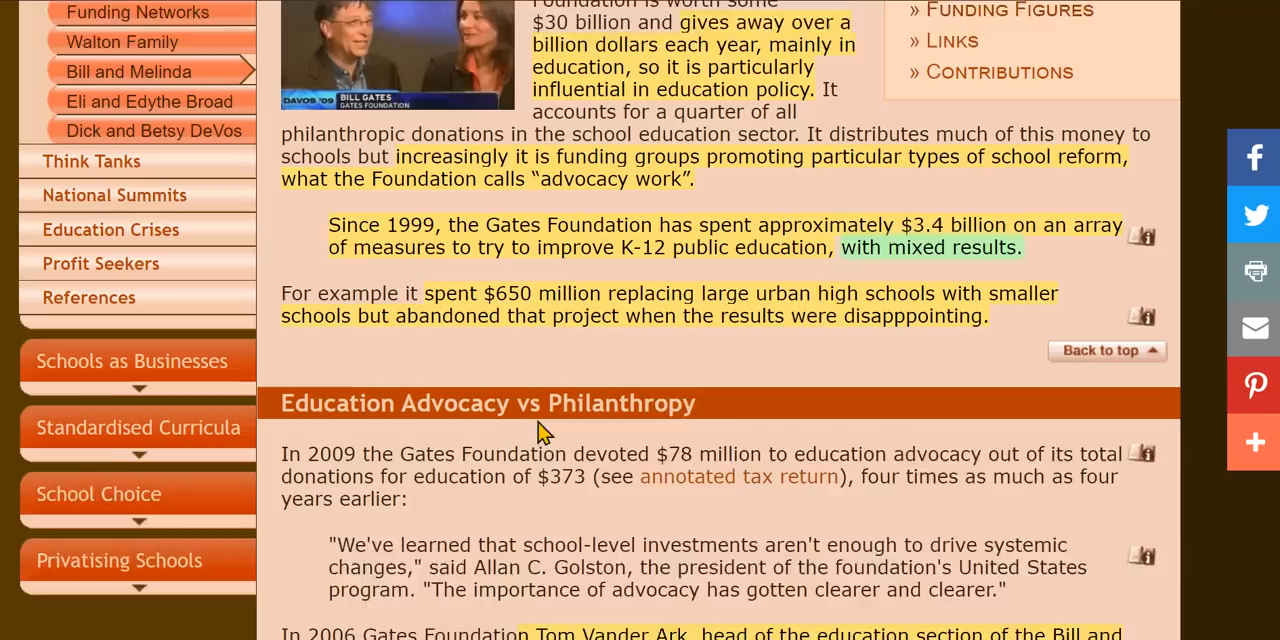 Funding Networks
Walton Family
Bill and Melinda
Eli and Edythe Broad
Dick and Betsy DeVos
Think Tanks
National Summits
Education Crises
Profit Seekers
References
Schools as Businesses
Standardised Curricula
School Choice
Privatising Schools
DAVOS '09
BILL GATES
GATES FOUNDATION
Foundation is worth some
$30 billion and gives away over a
billion dollars each year, mainly in
education, so it is particularly
influential in education policy. It
accounts for a quarter of all
philanthropic donations in the school education sector. It distributes much of this money to
schools but increasingly it is funding groups promoting particular types of school reform,
what the Foundation calls “advocacy work”.
Since 1999, the Gates Foundation has spent approximately $3.4 billion on an array
of measures to try to improve K-12 public education, with mixed results.
For example it spent $650 million replacing large urban high schools with smaller
schools but abandoned that project when the results were disapppointing.
Back to top
Education Advocacy vs Philanthropy
In 2009 the Gates Foundation devoted $78 million to education advocacy out of its total
donations for education of $373 (see annotated tax return), four times as much as four
years earlier:
"We've learned that school-level investments aren't enough to drive systemic
changes," said Allan C. Golston, the president of the foundation's United States
program. "The importance of advocacy has gotten clearer and clearer."
In 2006 Gates Foundation Tom Vander Ark, head of the education section of the Bill and
» FUNDING FIGURES
» LINKS
» CONTRIBUTIONS